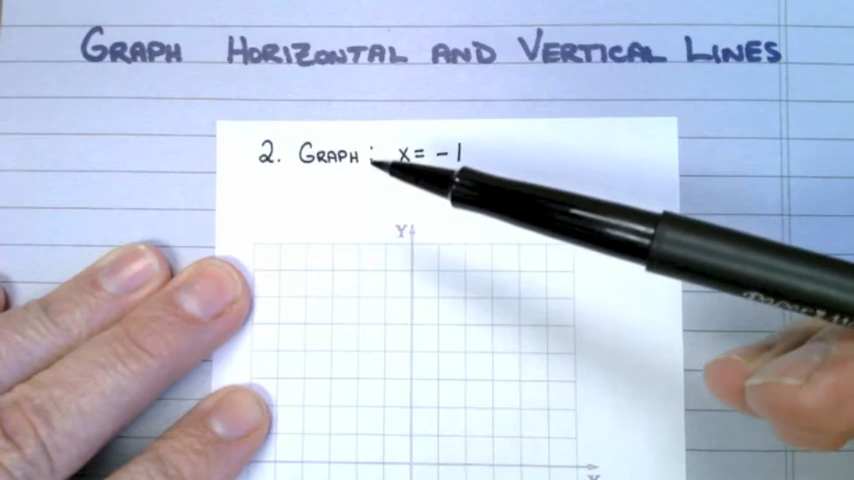 GRAPH HORIZONTAL AND VERTICAL LINES
2. GRAPH: x = -1
Y